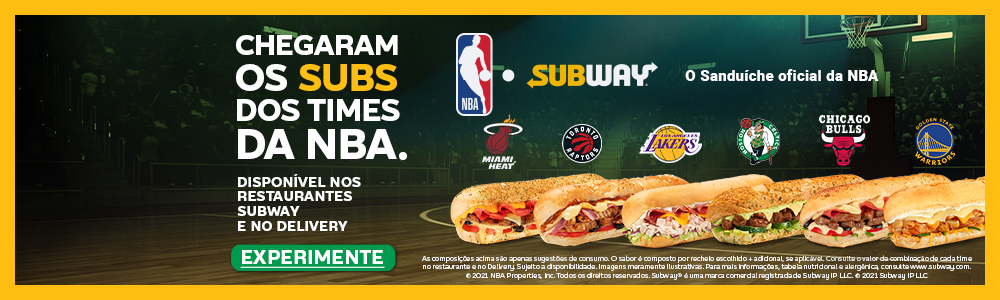 CHEGARAM
OS SUBS
DOS TIMES
DA NBA.
DISPONÍVEL NOS
RESTAURANTES
SUBWAY
E NO DELIVERY
EXPERIMENTE
NBA
SUBWAY
O Sanduíche oficial da NBA
MIAMI
HEAT
TORONTO
RAPTORS
LOS ANGELES
LAKERS
BOSTON
CELTICS
CHICAGO
BULLS
GOLDEN STATE
WARRIORS
As composições acima são apenas sugestões de consumo. O sabor é composto por recheio escolhido + adicional, se aplicável. Consulte o valor da combinação de cada time
no restaurante e no Delivery. Sujeito a disponibilidade. Imagens meramente ilustrativas. Para mais informações, tabela nutricional e alergênica, consulte www.subway.com.
© 2021 NBA Properties, Inc. Todos os direitos reservados. Subway® é uma marca comercial registrada de Subway IP LLC. © 2021 Subway IP LLC